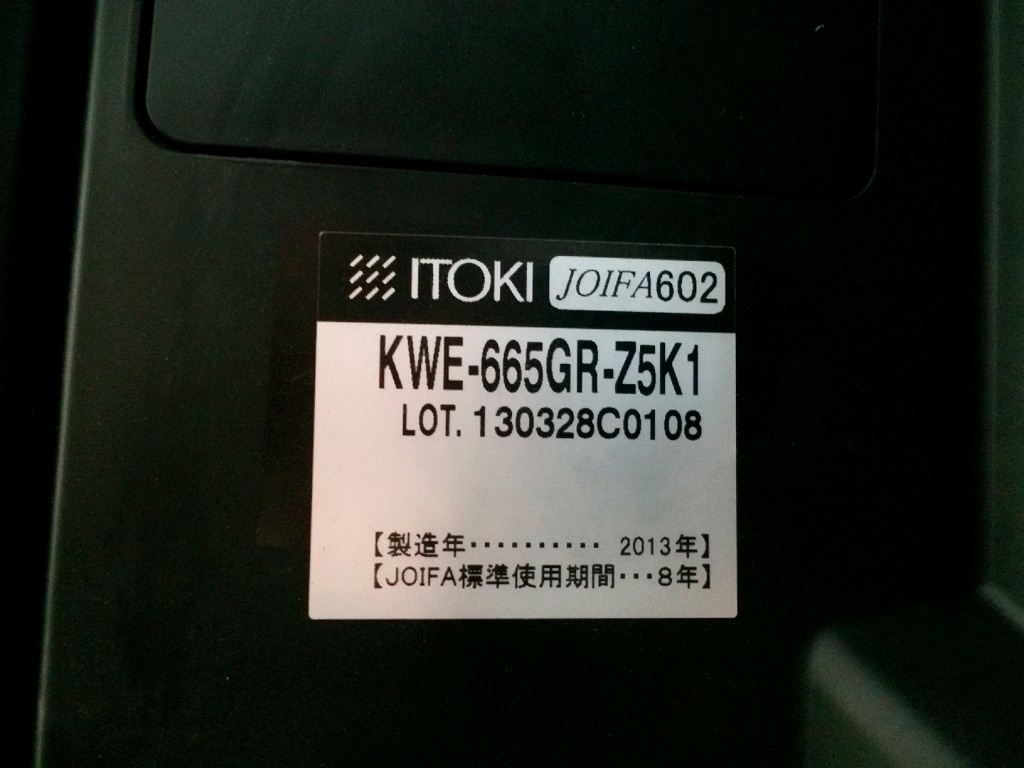 ITOKI JOIFA602
KWE-665GR-Z5K1
LOT. 130328C0108
【製造年‥‥‥‥‥ 2013年】
【JOIFA標準使用期間…8年】